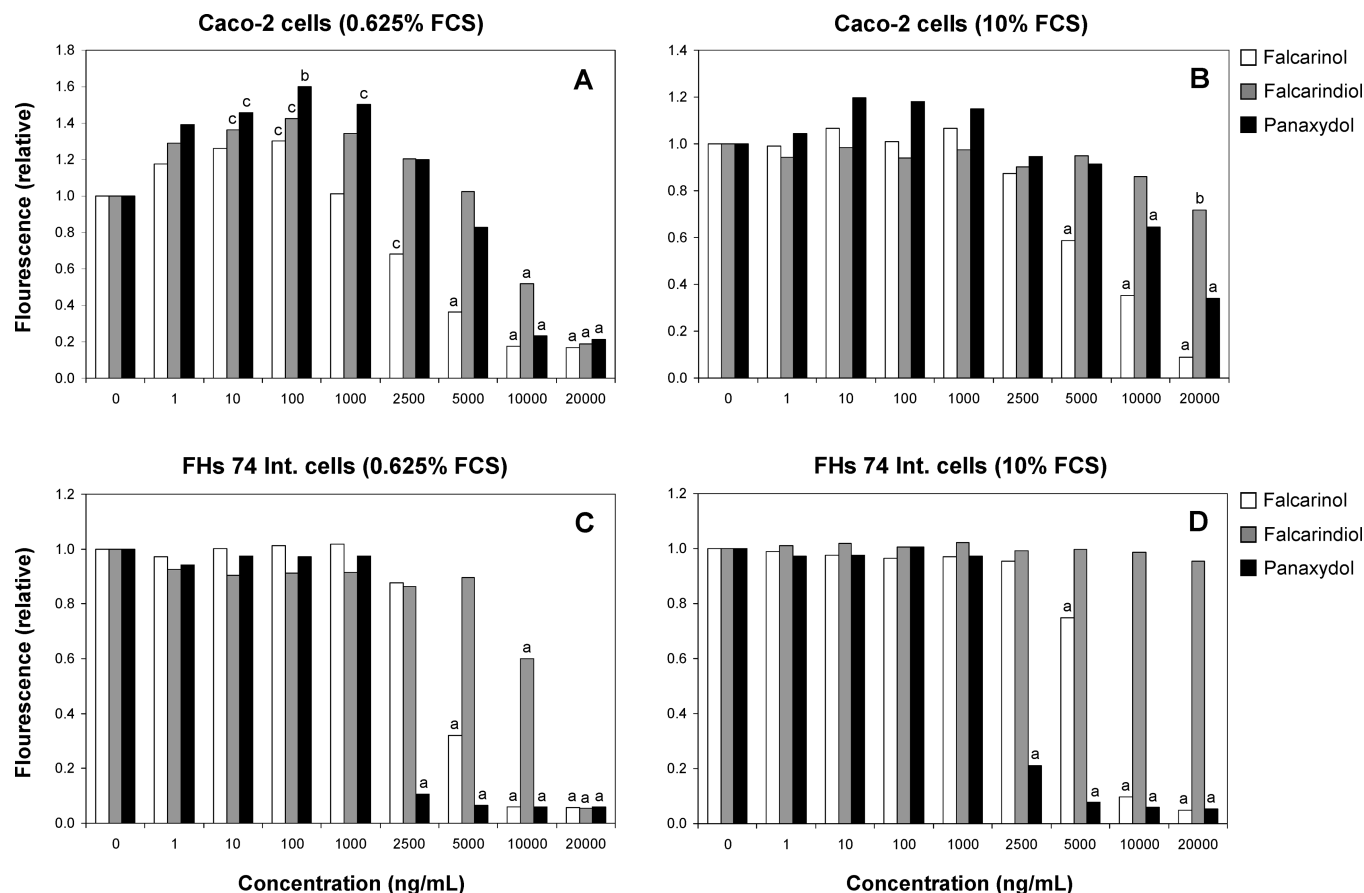 Caco-2 cells (0.625% FCS)
Caco-2 cells (10% FCS)
Flourescence (relative)
1.8
1.6
1.4
1.2
1.0
0.8
0.6
0.4
0.2
0.0
A
c
c
c
b
c
c
a
a
a
a
a
a
a
0 1 10 100 1000 2500 5000 10000 20000
1.4
1.2
1.0
0.8
0.6
0.4
0.2
0.0
B
a
a
a
a
b
a
0 1 10 100 1000 2500 5000 10000 20000
Falcarinol
Falcarindiol
Panaxydol
FHs 74 Int. cells (0.625% FCS)
FHs 74 Int. cells (10% FCS)
Flourescence (relative)
1.2
1.0
0.8
0.6
0.4
0.2
0.0
C
a
a
a
a
a
a
a
a
a
0 1 10 100 1000 2500 5000 10000 20000
Concentration (ng/mL)
1.2
1.0
0.8
0.6
0.4
0.2
0.0
D
a
a
a
a
a
a
a
0 1 10 100 1000 2500 5000 10000 20000
Concentration (ng/mL)
Falcarinol
Falcarindiol
Panaxydol